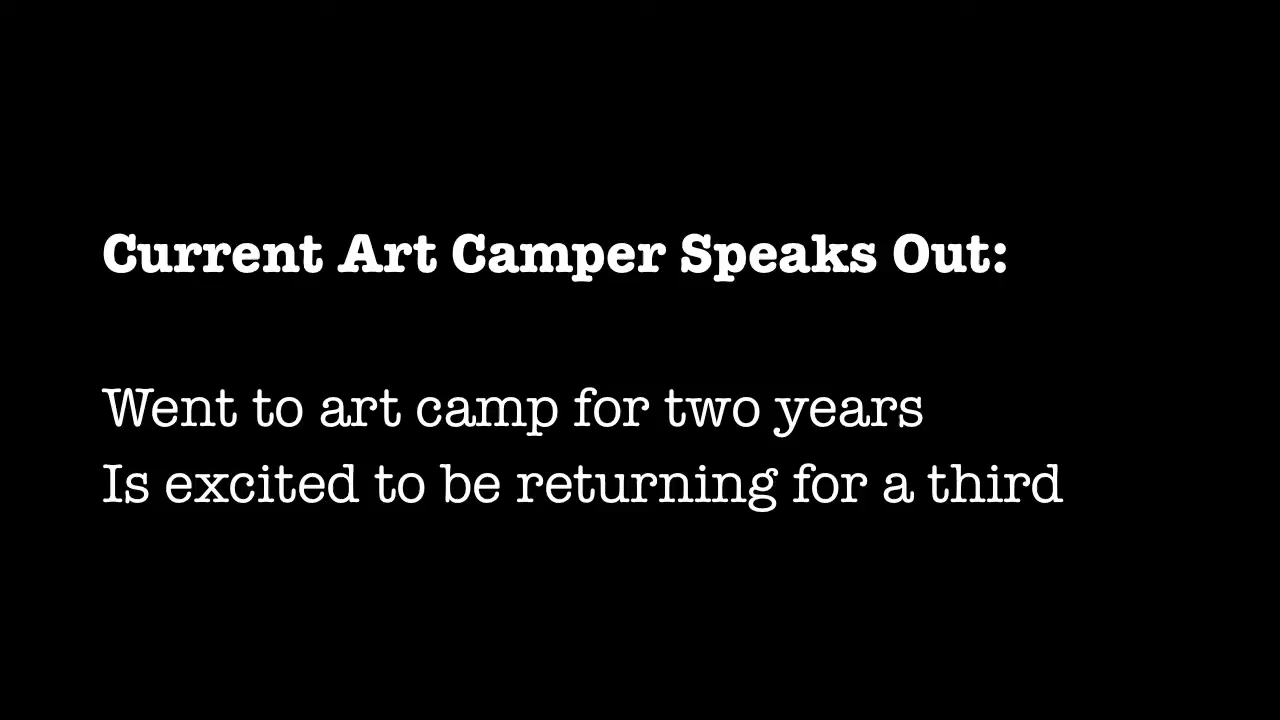 Current Art Camper Speaks Out:
Went to art camp for two years
Is excited to be returning for a third